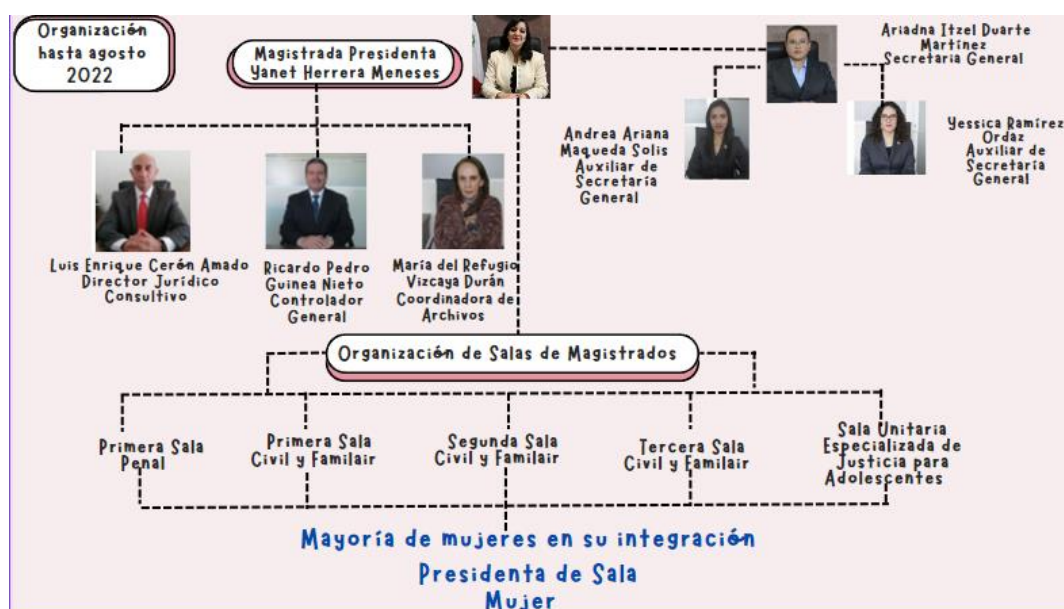 Organización
hasta agosto
2022
Magistrada Presidenta
Yanet Herrera Meneses
Ariadna Itzel Duarte
Martínez
Secretaria General
Andrea Ariana
Maqueda Solis
Auxiliar de
Secretaría
General
Yessica Ramírez
Ordaz
Auxiliar de
Secretaría
General
Luis Enrique Cerón Amado
Director Jurídico
Consultivo
Ricardo Pedro
Guinea Nieto
Controlador
General
María del Refugio
Vizcaya Durán
Coordinadora de
Archivos
Organización de Salas de Magistrados
Primera Sala
Penal
Primera Sala
Civil y Familair
Segunda Sala
Civil y Familair
Tercera Sala
Civil y Familair
Sala Unitaria
Especializada de
Justicia para
Adolescentes
Mayoría de mujeres en su integración
Presidenta de Sala
Mujer